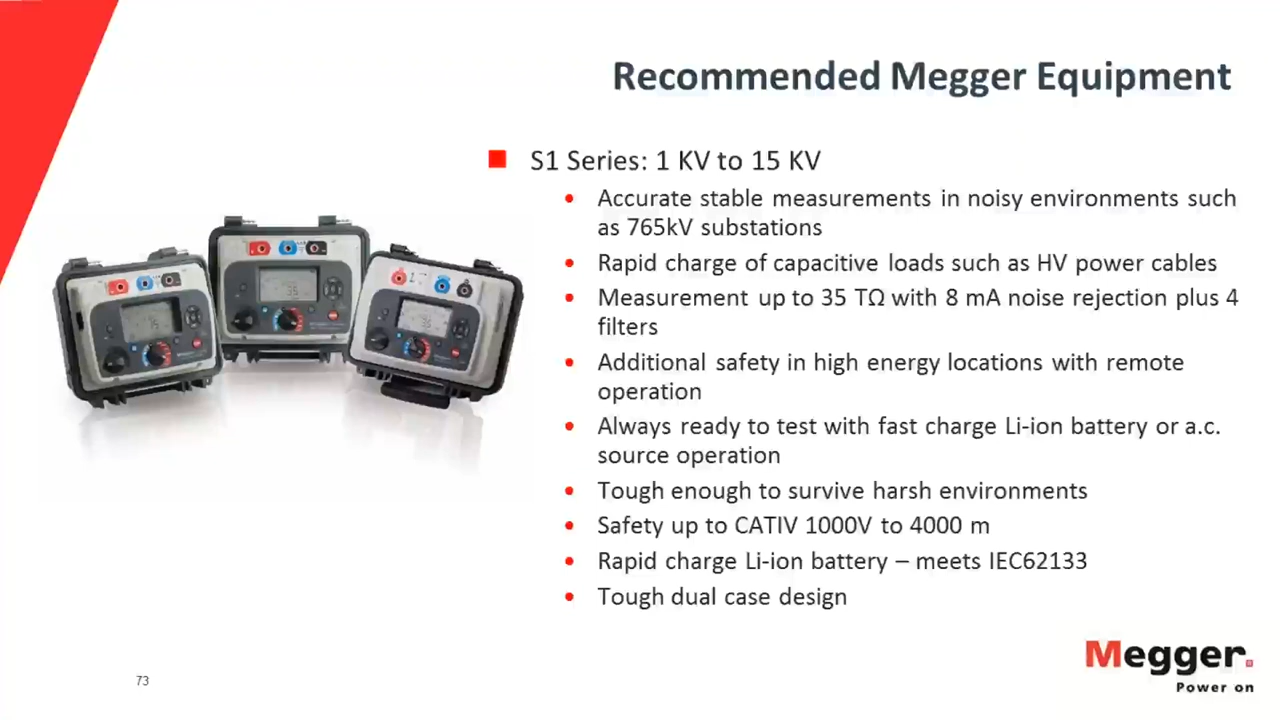 Recommended Megger Equipment
S1 Series: 1 KV to 15 KV
Accurate stable measurements in noisy environments such
as 765kV substations
Rapid charge of capacitive loads such as HV power cables
Measurement up to 35 TΩ with 8 mA noise rejection plus 4
filters
Additional safety in high energy locations with remote
operation
Always ready to test with fast charge Li-ion battery or a.c.
source operation
Tough enough to survive harsh environments
Safety up to CATIV 1000V to 4000 m
Rapid charge Li-ion battery – meets IEC62133
Tough dual case design
Megger.
Power on
73